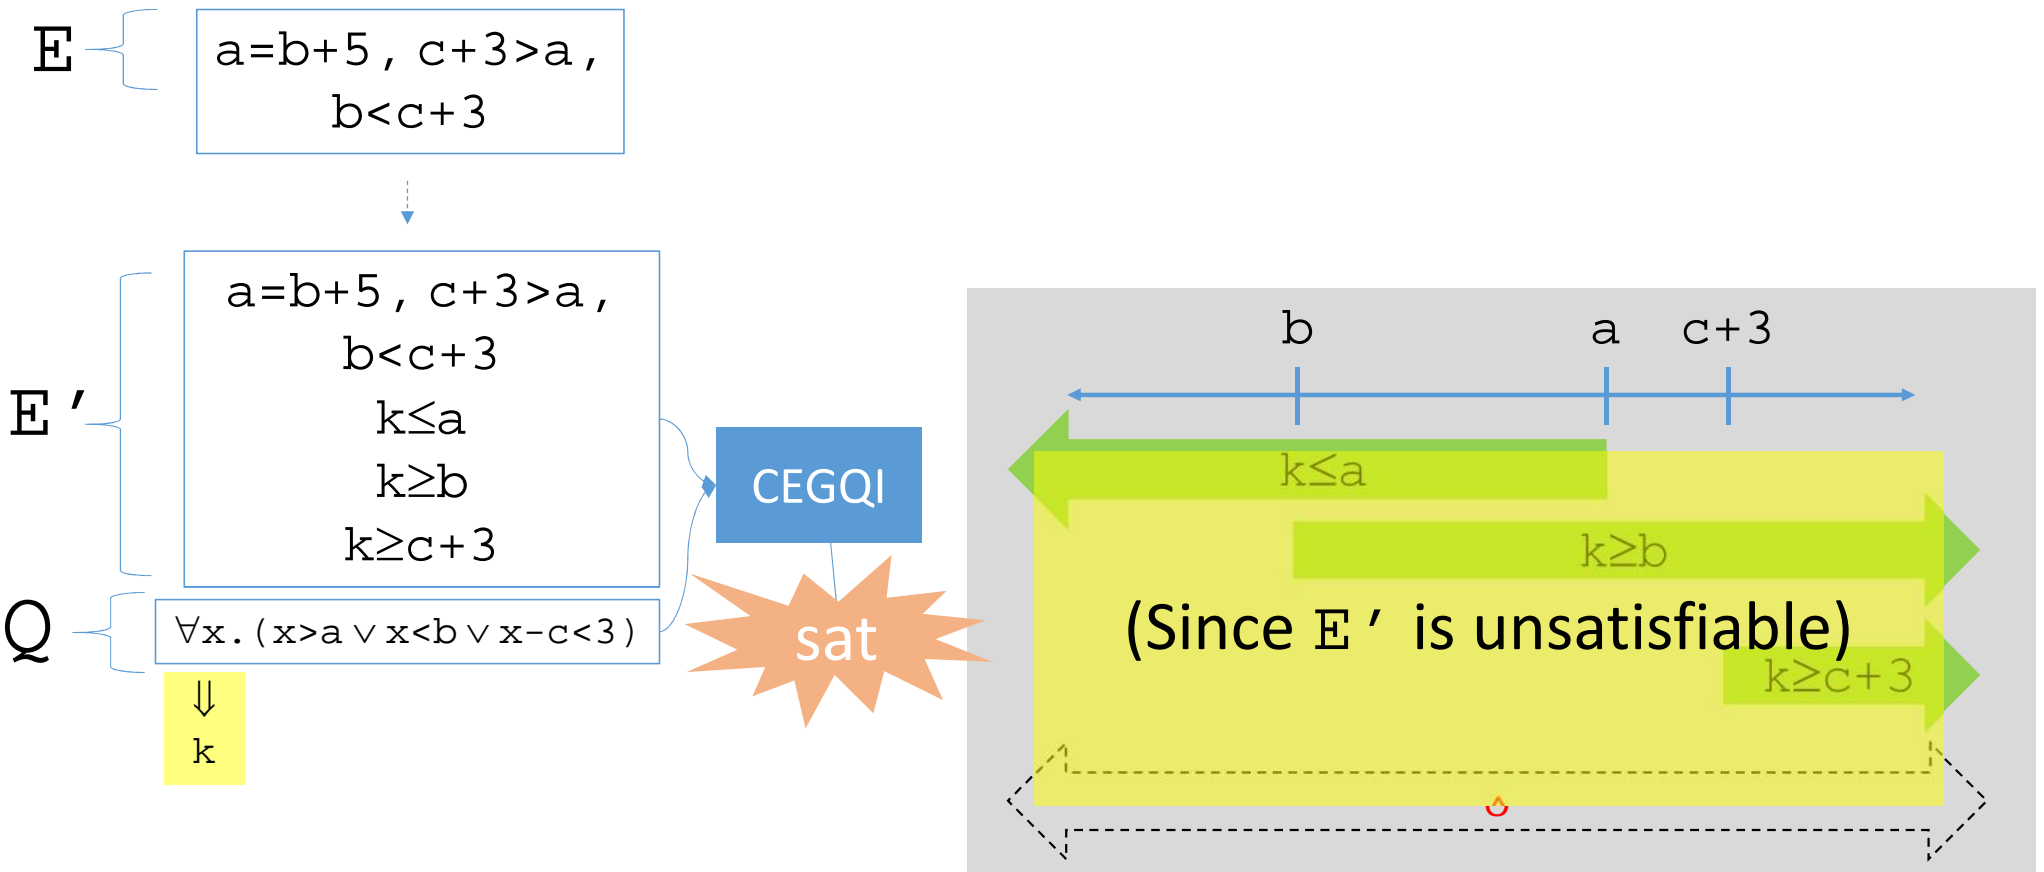 E
a=b+5, c+3>a,
b<c+3
E'
a=b+5, c+3>a,
b<c+3
k≤a
k≥b
k≥c+3
Q
∀x.(x>a∨x<b∨x-c<3)
⇓
k
CEGQI
sat
b a c+3
k≤a
k≥b
(Since E' is unsatisfiable)
k≥c+3